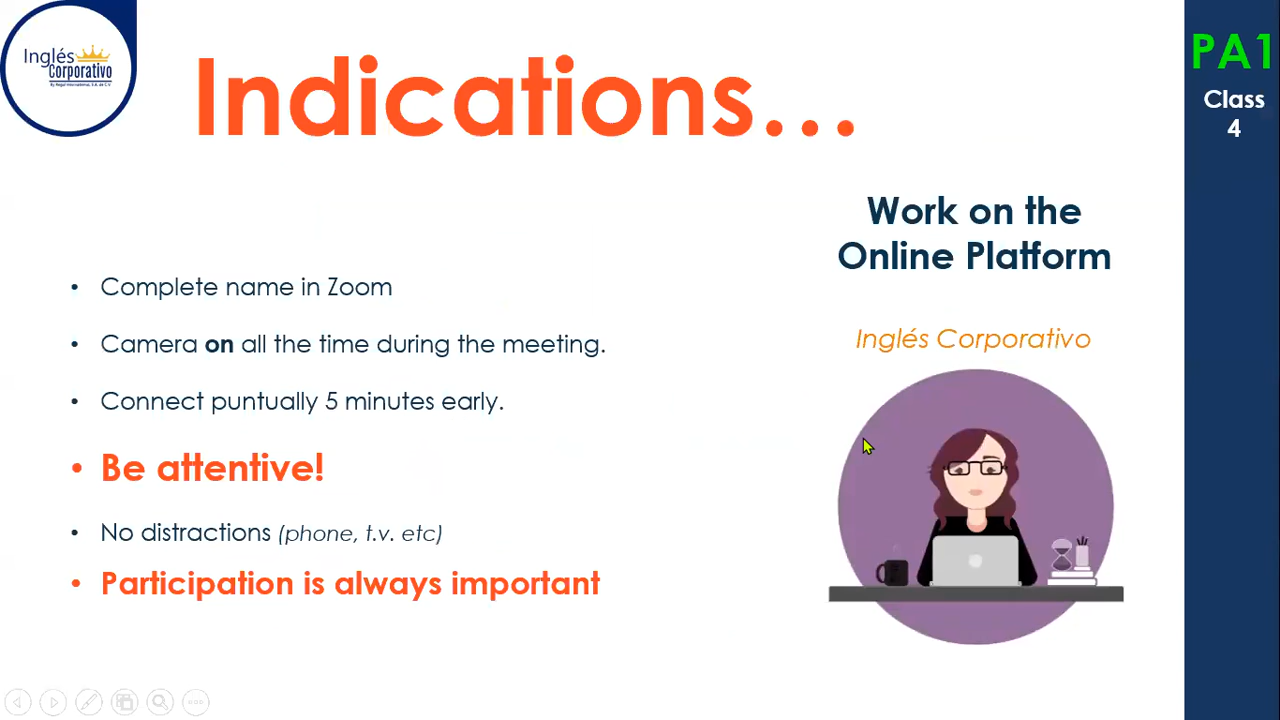 Inglés
Corporativo
By Regal International, S.A. de C.V.
Indications...
PA1
Class
4
Work on the
Online Platform
Inglés Corporativo
• Complete name in Zoom
• Camera on all the time during the meeting.
• Connect puntually 5 minutes early.
• Be attentive!
• No distractions (phone, t.v. etc)
• Participation is always important